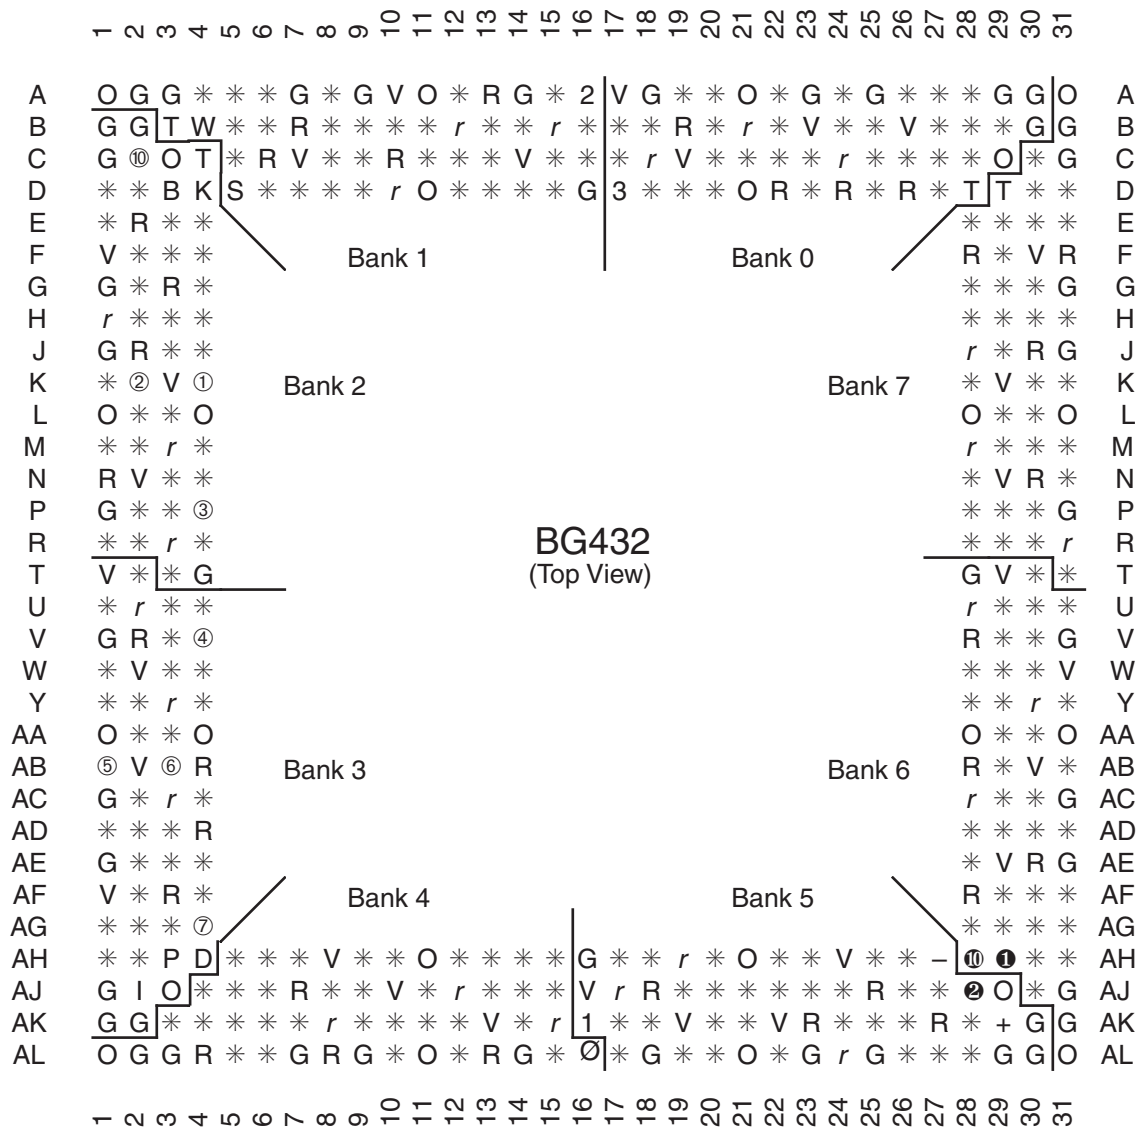 1 2 3 4 5 6 7 8 9 10 11 12 13 14 15 16 17 18 19 20 21 22 23 24 25 26 27 28 29 30 31
A O G G ✳ ✳ ✳ G ✳ G V O ✳ R G ✳ 2 V G ✳ ✳ O ✳ G ✳ G ✳ ✳ ✳ G G O A
B G G T W ✳ ✳ R ✳ ✳ ✳ ✳ r ✳ ✳ r ✳ ✳ ✳ R ✳ r ✳ V ✳ ✳ V ✳ ✳ ✳ G G B
C G ⑩ O T ✳ R V ✳ ✳ R ✳ ✳ ✳ V ✳ ✳ ✳ r V ✳ ✳ ✳ ✳ r ✳ ✳ ✳ ✳ O ✳ G C
D ✳ ✳ B K S ✳ ✳ ✳ ✳ r O ✳ ✳ ✳ ✳ G 3 ✳ ✳ ✳ O R ✳ R ✳ R ✳ T T ✳ ✳ D
E ✳ R ✳ ✳ ✳ ✳ ✳ ✳ E
F V ✳ ✳ ✳ Bank 1 Bank 0 R ✳ V R F
G G ✳ R ✳ ✳ ✳ ✳ G G
H r ✳ ✳ ✳ ✳ ✳ ✳ ✳ H
J G R ✳ ✳ r ✳ R G J
K ✳ ② V ① Bank 2 Bank 7 ✳ V ✳ ✳ K
L O ✳ ✳ O O ✳ ✳ O L
M ✳ ✳ r ✳ r ✳ ✳ ✳ M
N R V ✳ ✳ ✳ V R ✳ N
P G ✳ ✳ ③ ✳ ✳ ✳ G P
R ✳ ✳ r ✳ BG432 ✳ ✳ ✳ r R
T V ✳ ✳ G (Top View) G V ✳ ✳ T
U ✳ r ✳ ✳ r ✳ ✳ ✳ U
V G R ✳ ④ R ✳ ✳ G V
W ✳ V ✳ ✳ ✳ ✳ ✳ V W
Y ✳ ✳ r ✳ ✳ ✳ r ✳ Y
AA O ✳ ✳ O O ✳ ✳ O AA
AB ⑤ V ⑥ R Bank 3 Bank 6 R ✳ V ✳ AB
AC G ✳ r ✳ r ✳ ✳ G AC
AD ✳ ✳ ✳ R ✳ ✳ ✳ ✳ AD
AE G ✳ ✳ ✳ ✳ V R G AE
AF V ✳ R ✳ Bank 4 Bank 5 R ✳ ✳ ✳ AF
AG ✳ ✳ ✳ ⑦ ✳ ✳ ✳ ✳ AG
AH ✳ ✳ P D ✳ ✳ ✳ V ✳ ✳ O ✳ ✳ ✳ ✳ G ✳ ✳ r ✳ O ✳ ✳ V ✳ ✳ – ❿ ❶ ✳ ✳ AH
AJ G I O ✳ ✳ ✳ R ✳ ✳ V ✳ r ✳ ✳ ✳ V r R ✳ ✳ ✳ ✳ ✳ ✳ R ✳ ✳ ❷ O ✳ G AJ
AK G G ✳ ✳ ✳ ✳ ✳ r ✳ ✳ ✳ ✳ V ✳ r 1 ✳ ✳ V ✳ ✳ V R ✳ ✳ ✳ R ✳ + G G AK
AL O G G R ✳ ✳ G R G ✳ O ✳ R G ✳ Ø ✳ G ✳ ✳ O ✳ G r G ✳ ✳ ✳ G G O AL
1 2 3 4 5 6 7 8 9 10 11 12 13 14 15 16 17 18 19 20 21 22 23 24 25 26 27 28 29 30 31